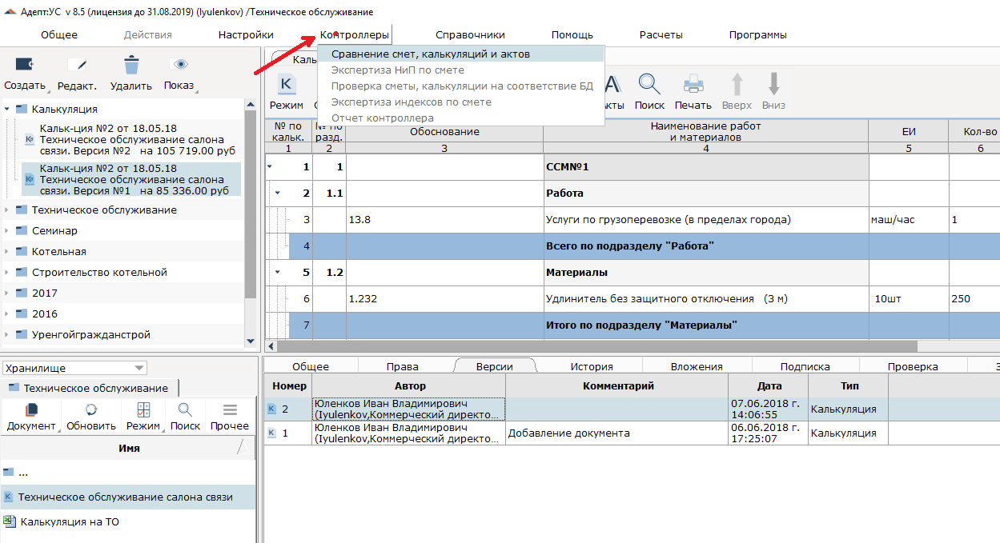 Адепт:УС v 8.5 (лицензия до 31.08.2019) (Iyulenkov) /Техническое обслуживание
Общее Действия Настройки Контроллеры Справочники Помощь Расчеты Программы
Сравнение смет, калькуляций и актов
Экспертиза НиП по смете
Проверка сметы, калькуляции на соответствие БД
Экспертиза индексов по смете
Отчет контроллера
Создать Редакт. Удалить Показ
Режим Поиск Печать Вверх Вниз
Калькуляция
Кальк-ция №2 от 18.05.18
Техническое обслуживание салона
связи. Версия №2 на 105 719.00 руб
Кальк-ция №2 от 18.05.18
Техническое обслуживание салона
связи. Версия №1 на 85 336.00 руб
Техническое обслуживание
Семинар
Котельная
Строительство котельной
2017
2016
Уренгойгражданстрой
№ по
кальк.
№ по
разд.
Обоснование
Наименование работ
и материалов
ЕИ
Кол-во
1 2 3 4 5 6
1 1 ССМ№1
2 1.1 Работа
3 13.8 Услуги по грузоперевозке (в пределах города) маш/час 1
4 Всего по подразделу "Работа"
5 1.2 Материалы
6 1.232 Удлинитель без защитного отключения (3 м) 10шт 250
7 Итого по подразделу "Материалы"
Хранилище
Техническое обслуживание
Документ Обновить Режим Поиск Прочее
Имя
...
Техническое обслуживание салона связи
Калькуляция на ТО
Общее Права Версии История Вложения Подписка Проверка
Номер Автор Комментарий Дата Тип
2 Юленков Иван Владимирович
(Iyulenkov,Коммерческий директо...
07.06.2018 г.
14:06:55
Калькуляция
1 Юленков Иван Владимирович
(Iyulenkov,Коммерческий директо...
Добавление документа
06.06.2018 г.
17:25:07
Калькуляция